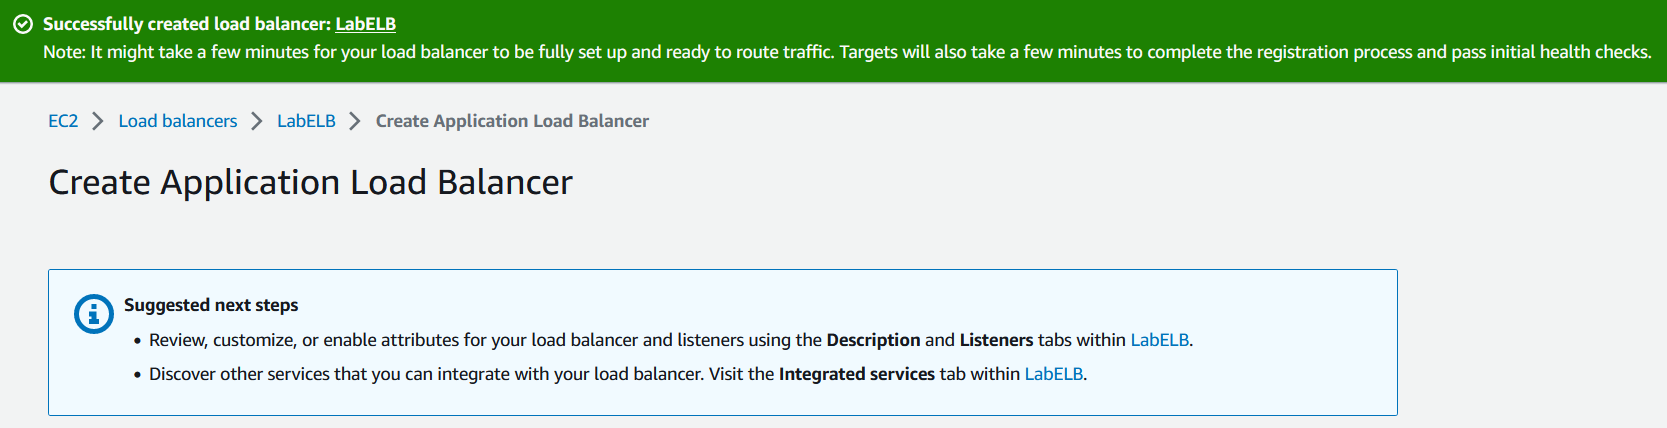 Successfully created load balancer: LabELB
Note: It might take a few minutes for your load balancer to be fully set up and ready to route traffic. Targets will also take a few minutes to complete the registration process and pass initial health checks.
EC2 > Load balancers > LabELB > Create Application Load Balancer
Create Application Load Balancer
Suggested next steps
• Review, customize, or enable attributes for your load balancer and listeners using the Description and Listeners tabs within LabELB.
• Discover other services that you can integrate with your load balancer. Visit the Integrated services tab within LabELB.